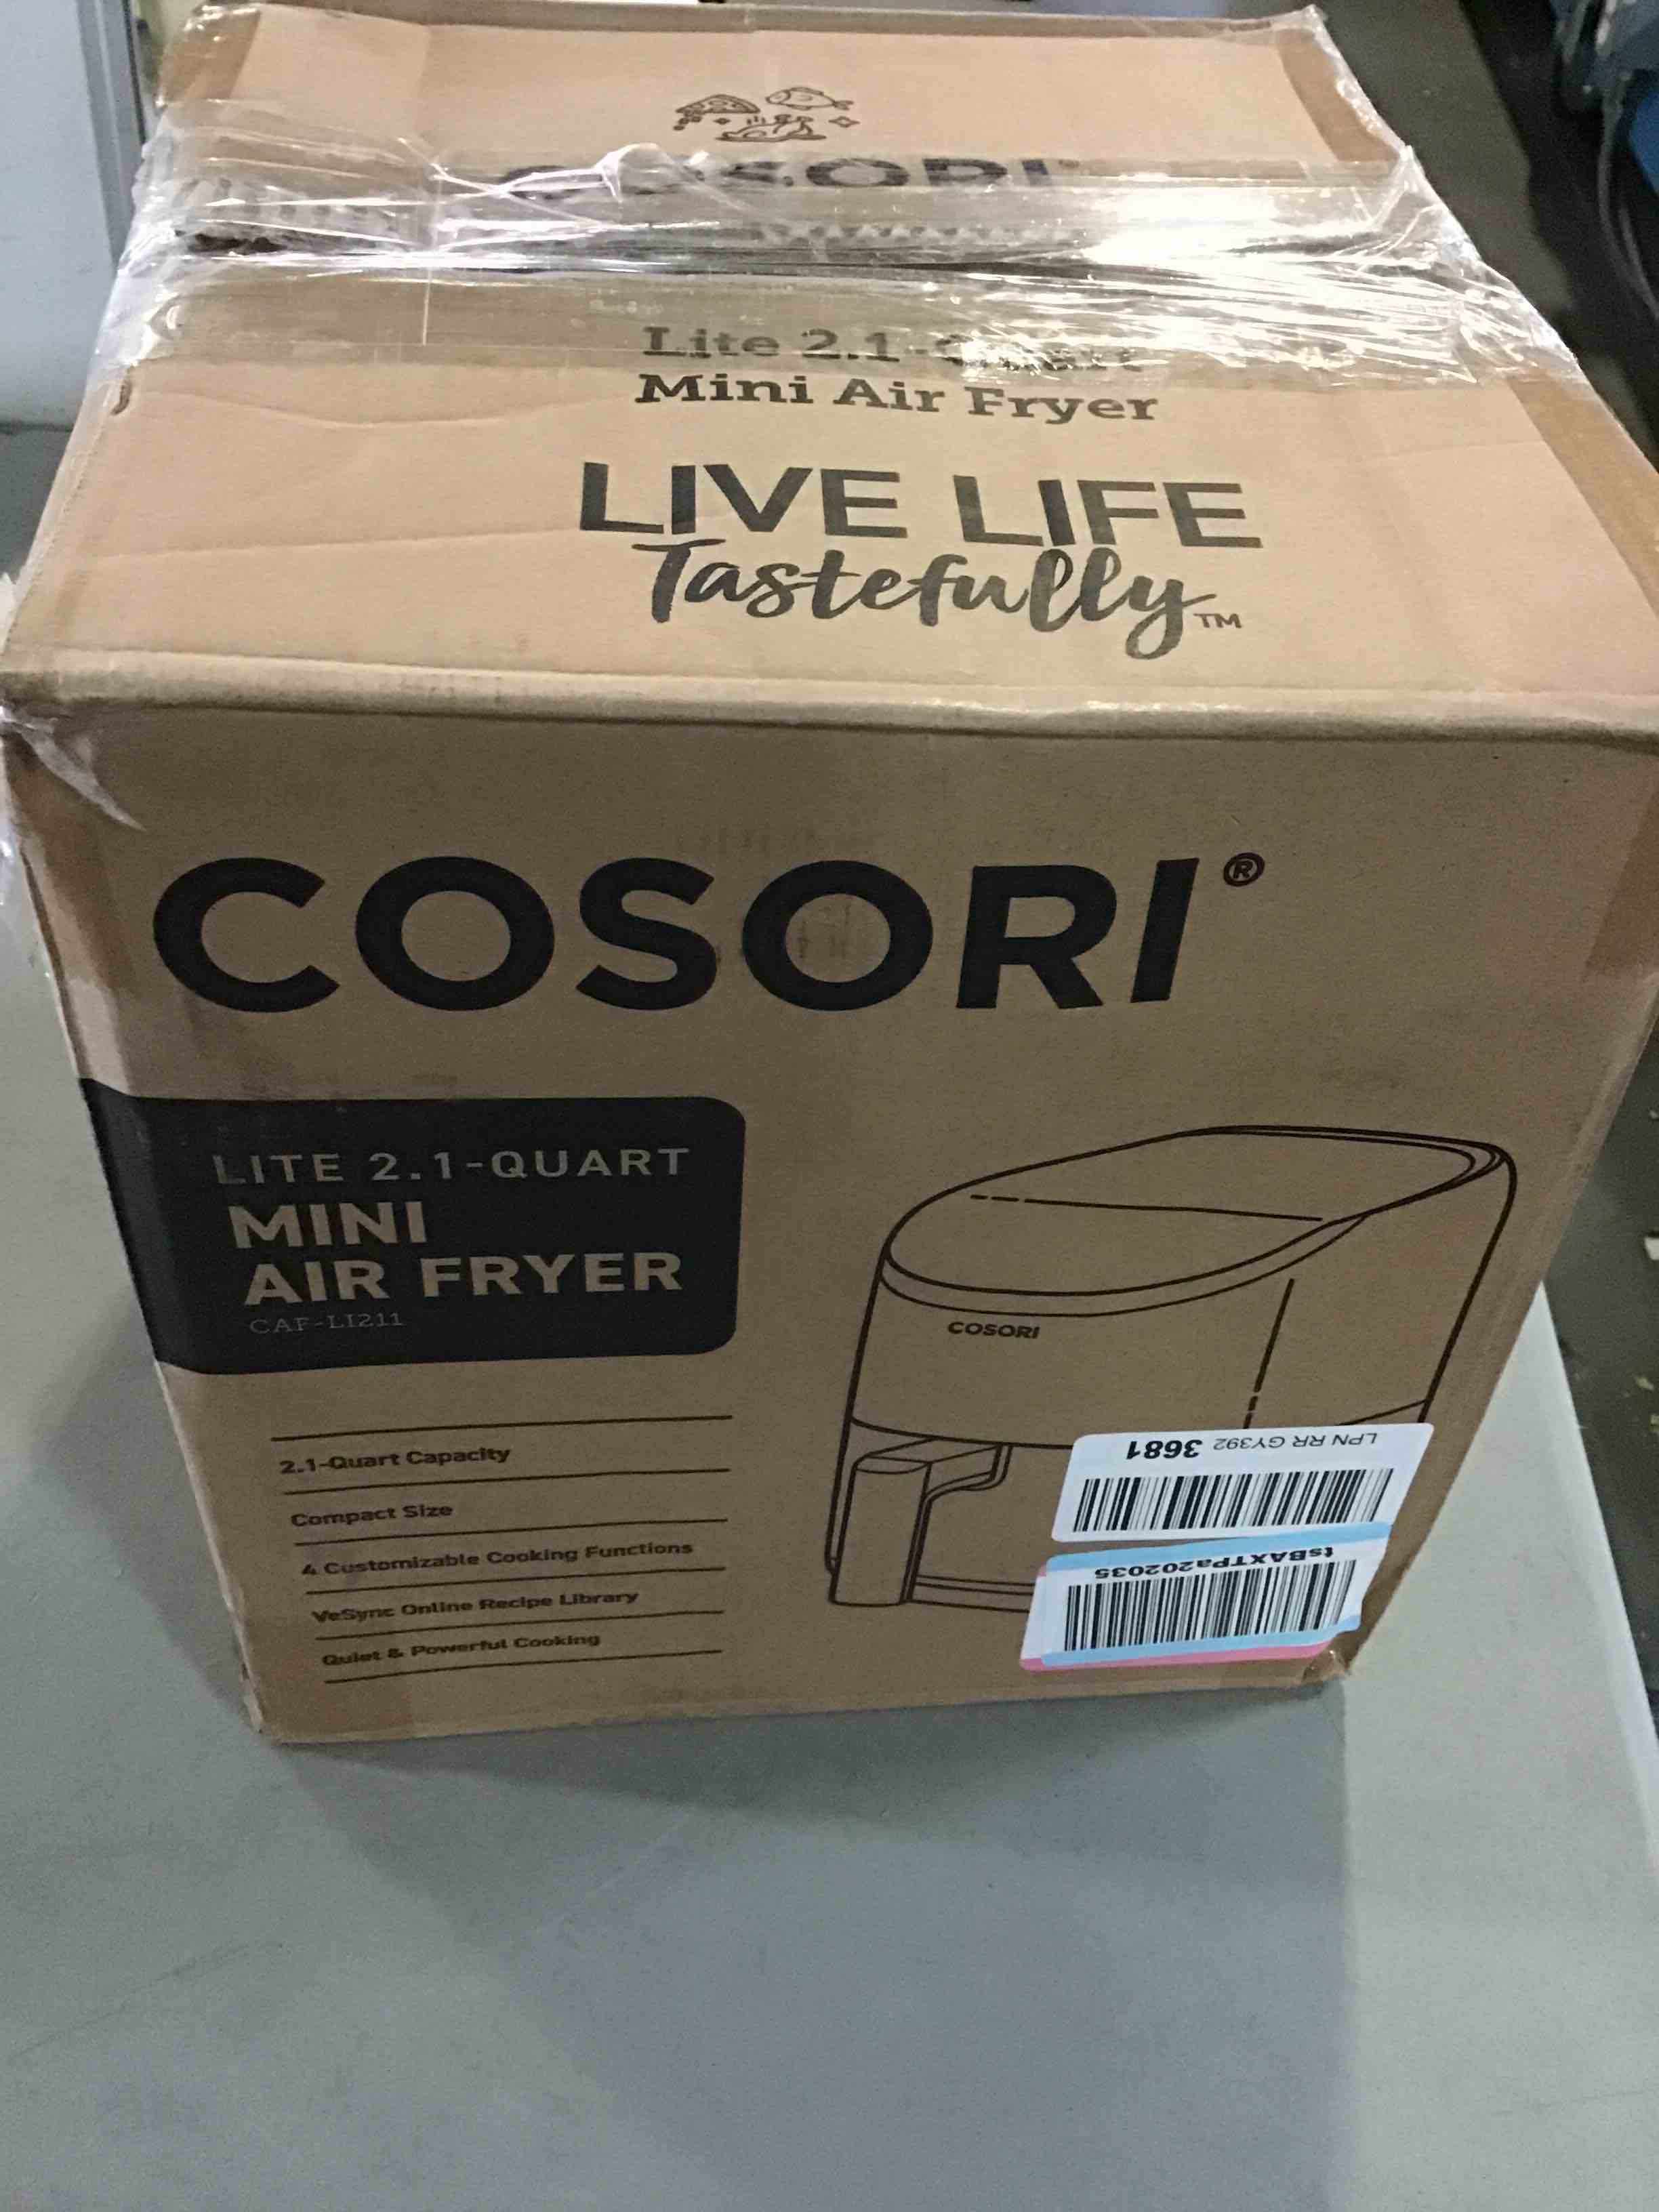 COSORI®
Lite 2.1-Quart
Mini Air Fryer
LIVE LIFE
Tastefully™
COSORI®
LITE 2.1-QUART
MINI
AIR FRYER
CAF-LI211
2.1-Quart Capacity
Compact Size
4 Customizable Cooking Functions
VeSync Online Recipe Library
Quiet & Powerful Cooking
COSORI
LPN RR GY392 3681
tsBAXTPa202035